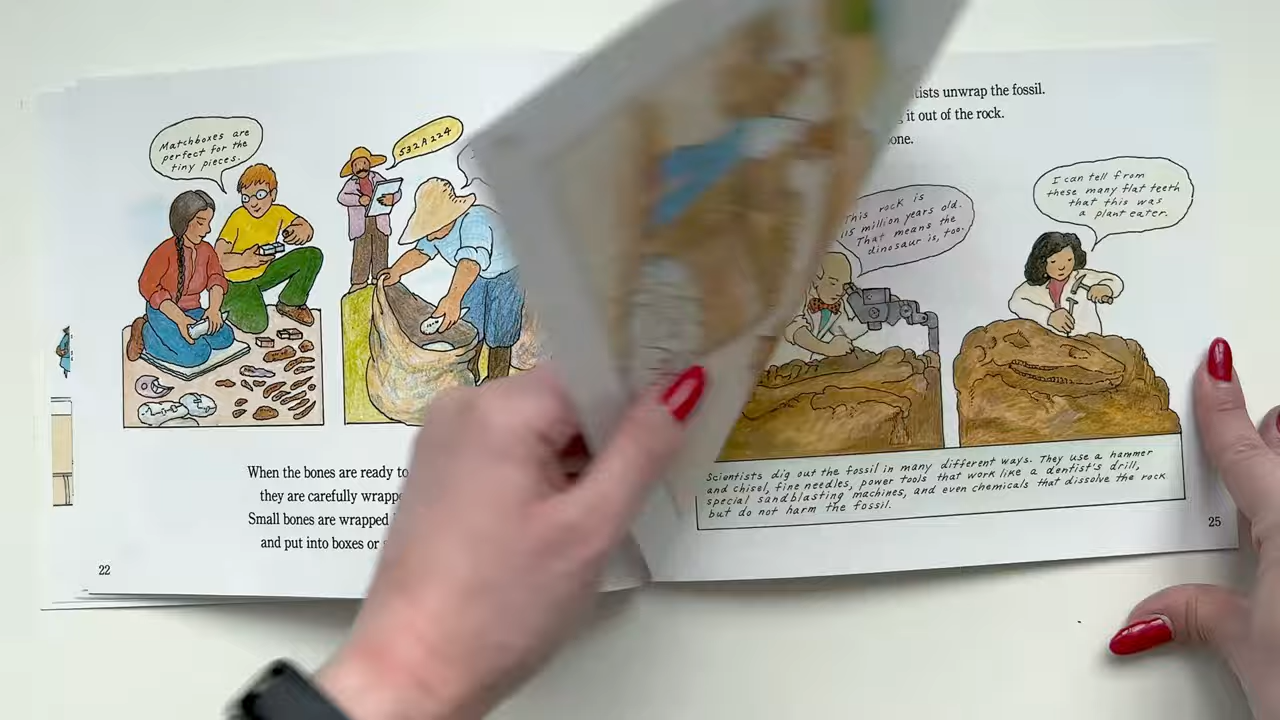 Matchboxes are
perfect for the
tiny pieces.
532A224
When the bones are ready to
they are carefully
Small bones are wrapped
and put into boxes or
22
unwrap the fossil.
it out of the rock.
This rock is
million years old.
That means the
dinosaur is, too.
I can tell from
these many flat teeth
that this was
a plant eater.
Scientists dig out the fossil in many different ways. They use a hammer
and chisel, fine needles, power tools that work like a dentist's drill,
special sandblasting machines, and even chemicals that dissolve the rock
but do not harm the fossil.
25